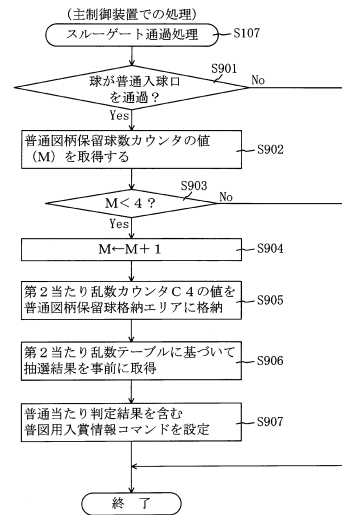 （主制御装置での処理）
スルーゲート通過処理
S107
球が普通入球口
を通過？
S901
No
Yes
普通図柄保留球数カウンタの値
（M）を取得する
S902
M＜4？
S903
No
Yes
M←M＋1
S904
第２当たり乱数カウンタＣ４の値を
普通図柄保留球格納エリアに格納
S905
第２当たり乱数テーブルに基づいて
抽選結果を事前に取得
S906
普通当たり判定結果を含む
普図用入賞情報コマンドを設定
S907
終　了